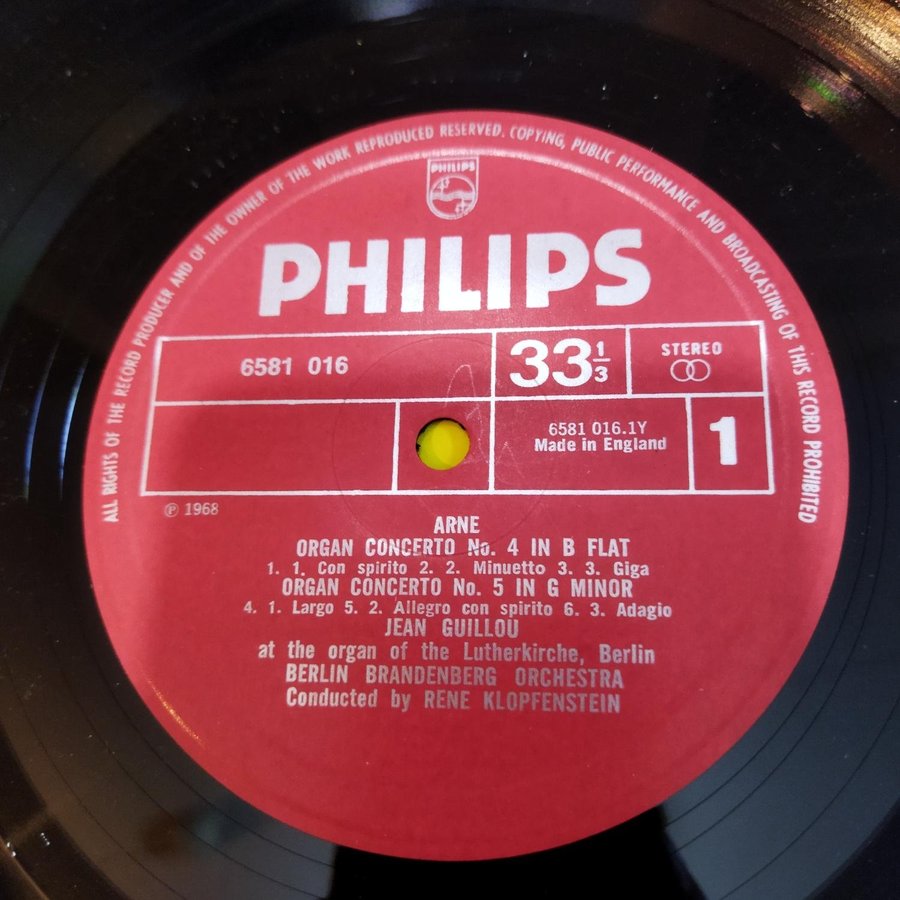 ALL RIGHTS OF THE RECORD PRODUCER AND OF THE OWNER OF THE WORK REPRODUCED RESERVED. COPYING, PUBLIC PERFORMANCE AND BROADCASTING OF THIS RECORD PROHIBITED
PHILIPS
PHILIPS
6581 016
33 1/3
STEREO
6581 016.1Y
Made in England
1
℗ 1968
ARNE
ORGAN CONCERTO No. 4 IN B FLAT
1. 1. Con spirito 2. 2. Minuetto 3. 3. Giga
ORGAN CONCERTO No. 5 IN G MINOR
4. 1. Largo 5. 2. Allegro con spirito 6. 3. Adagio
JEAN GUILLOU
at the organ of the Lutherkirche, Berlin
BERLIN BRANDENBERG ORCHESTRA
Conducted by RENE KLOPFENSTEIN